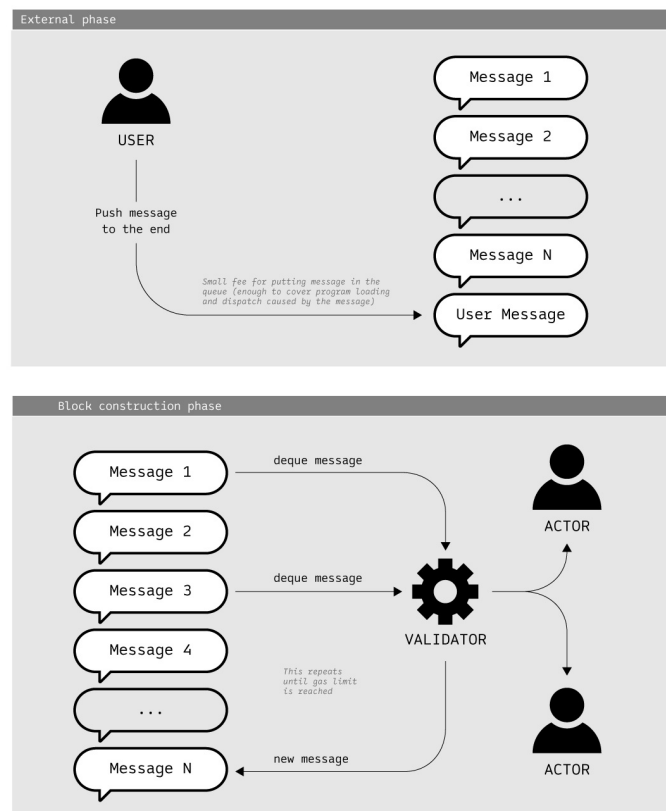 External phase
USER
Push message
to the end
Small fee for putting message in the
queue (enough to cover program loading
and dispatch caused by the message)
Message 1
Message 2
...
Message N
User Message
Block construction phase
Message 1
Message 2
Message 3
Message 4
...
Message N
deque message
deque message
This repeats
until gas limit
is reached
new message
VALIDATOR
ACTOR
ACTOR